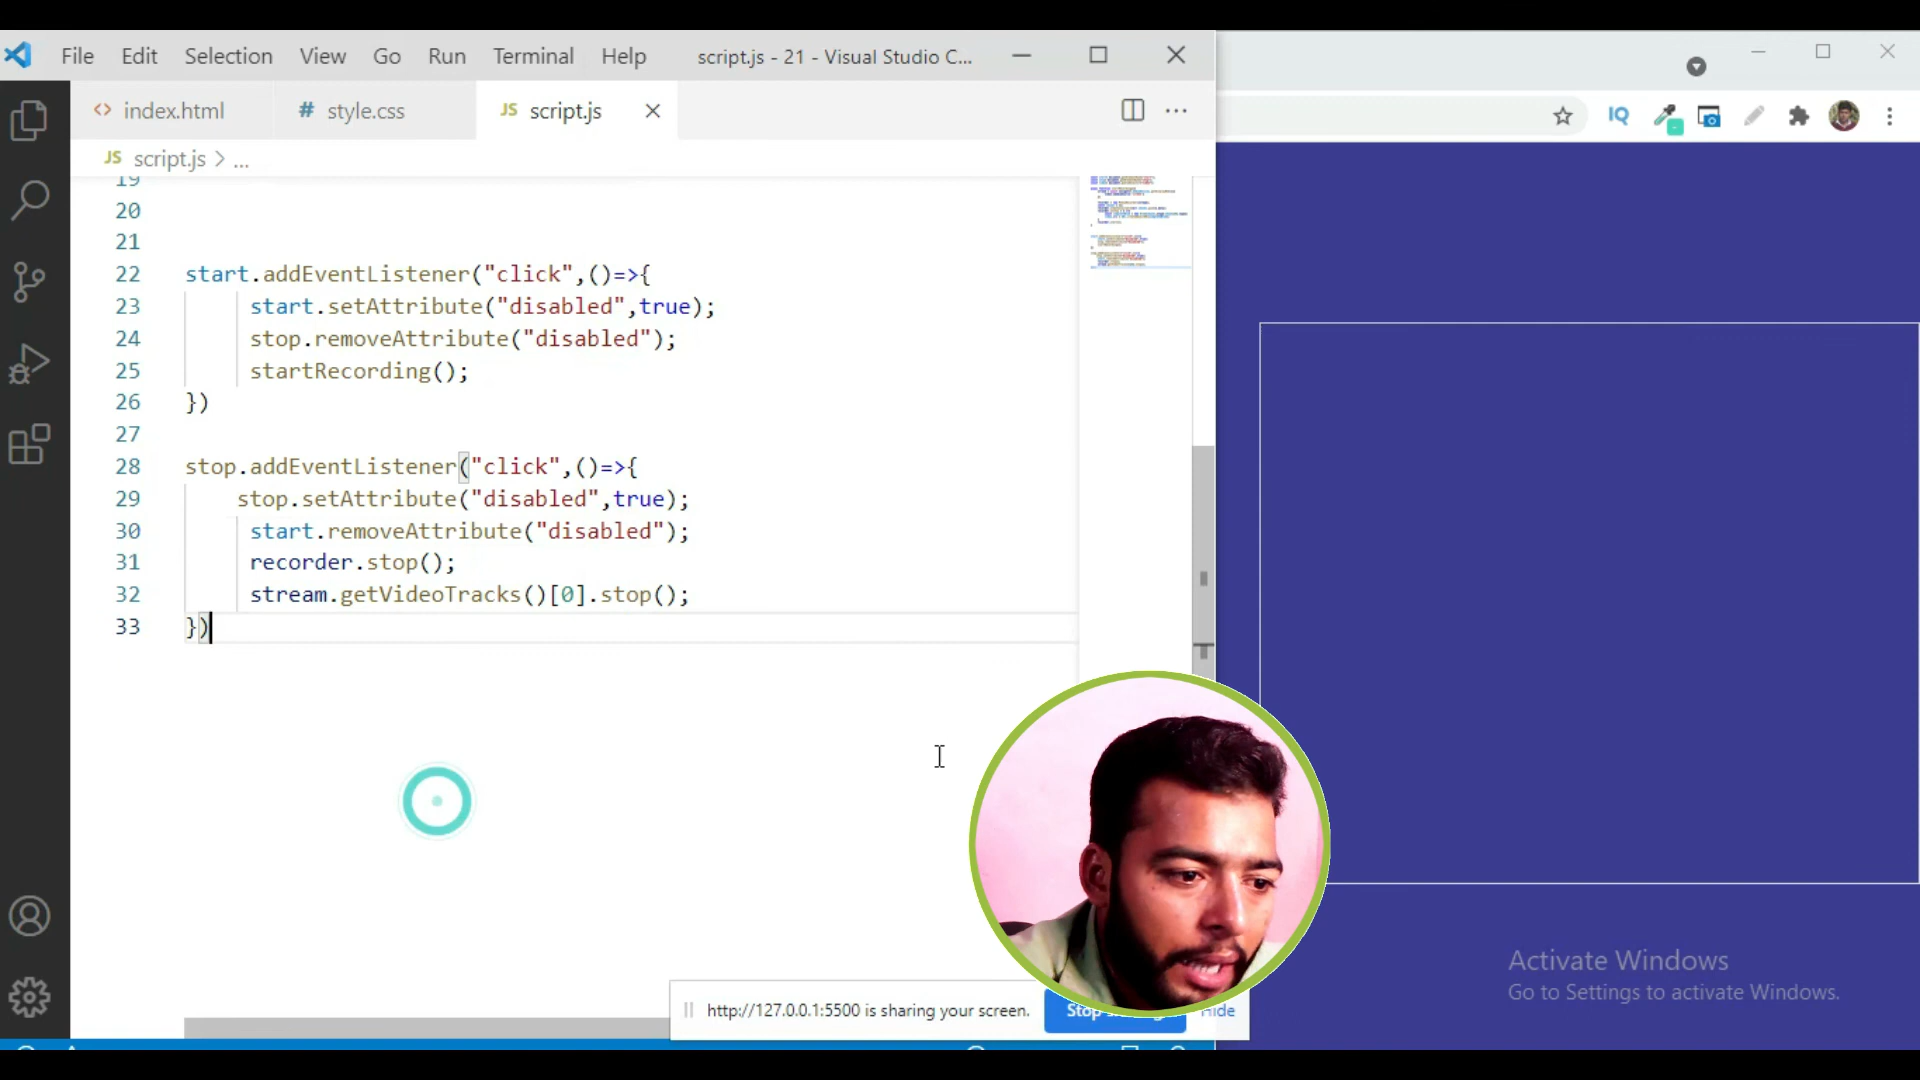 File Edit Selection View Go Run Terminal Help script.js - 21 - Visual Studio C...
index.html # style.css JS script.js
IQ
JS script.js > ...
19
20
21
22 start.addEventListener("click",()=>{
23 start.setAttribute("disabled",true);
24 stop.removeAttribute("disabled");
25 startRecording();
26 })
27
28 stop.addEventListener("click",()=>{
29 stop.setAttribute("disabled",true);
30 start.removeAttribute("disabled");
31 recorder.stop();
32 stream.getVideoTracks()[0].stop();
33 })
Activate Windows
Go to Settings to activate Windows.
http://127.0.0.1:5500 is sharing your screen. Stop Hide